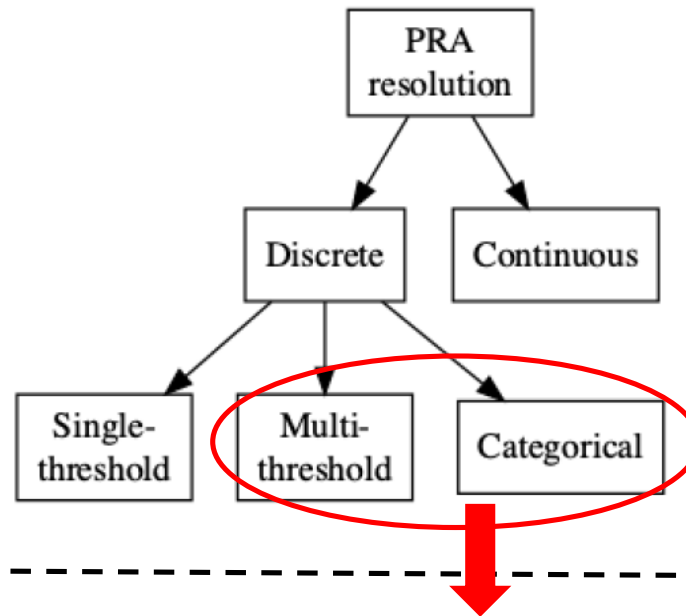 PRA
resolution
Discrete
Continuous
Single-
threshold
Multi-
threshold
Categorical